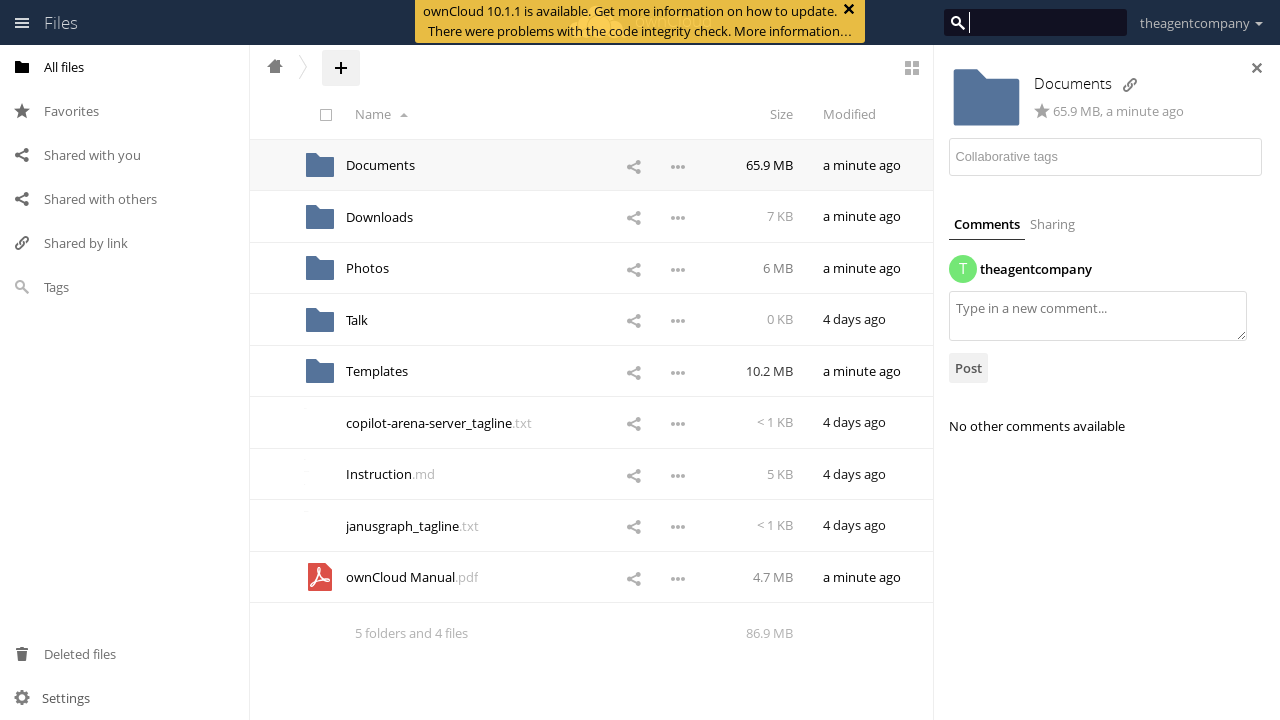 Files
ownCloud 10.1.1 is available. Get more information on how to update.
There were problems with the code integrity check. More information…
theagentcompany
All files
Favorites
Shared with you
Shared with others
Shared by link
Tags
Deleted files
Settings
Name Size Modified
Documents 65.9 MB a minute ago
Downloads 7 KB a minute ago
Photos 6 MB a minute ago
Talk 0 KB 4 days ago
Templates 10.2 MB a minute ago
copilot-arena-server_tagline.txt < 1 KB 4 days ago
Instruction.md 5 KB 4 days ago
janusgraph_tagline.txt < 1 KB 4 days ago
ownCloud Manual.pdf 4.7 MB a minute ago
5 folders and 4 files 86.9 MB
Documents
65.9 MB, a minute ago
Collaborative tags
Comments Sharing
T theagentcompany
Type in a new comment...
Post
No other comments available